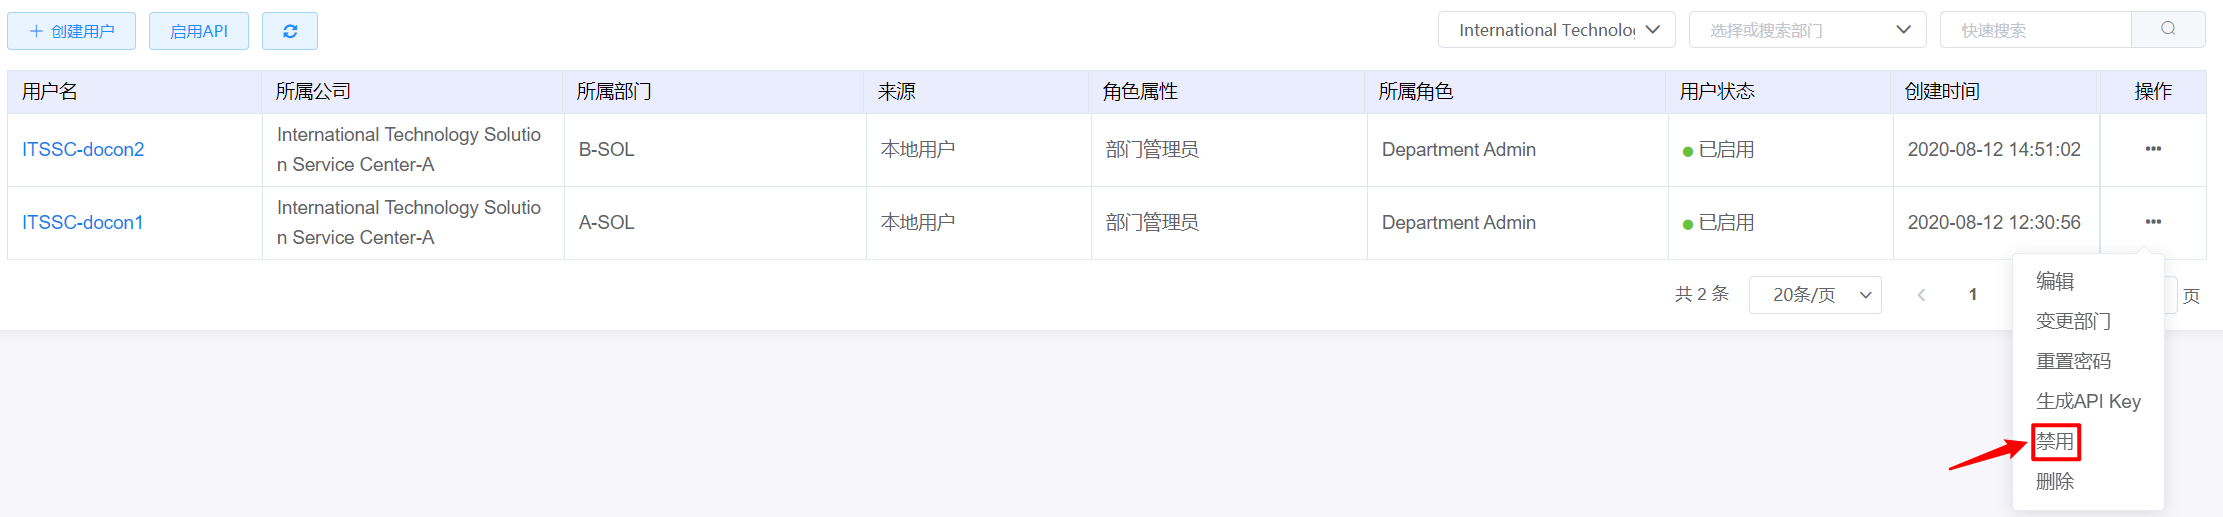 + 创建用户 启用API International Technolo 选择或搜索部门 快速搜索
用户名 所属公司 所属部门 来源 角色属性 所属角色 用户状态 创建时间 操作
ITSSC-docon2 International Technology Solutio B-SOL 本地用户 部门管理员 Department Admin 已启用 2020-08-12 14:51:02 •••
n Service Center-A
ITSSC-docon1 International Technology Solutio A-SOL 本地用户 部门管理员 Department Admin 已启用 2020-08-12 12:30:56 •••
n Service Center-A
共 2 条 20条/页 < 1 页
编辑
变更部门
重置密码
生成API Key
禁用
删除